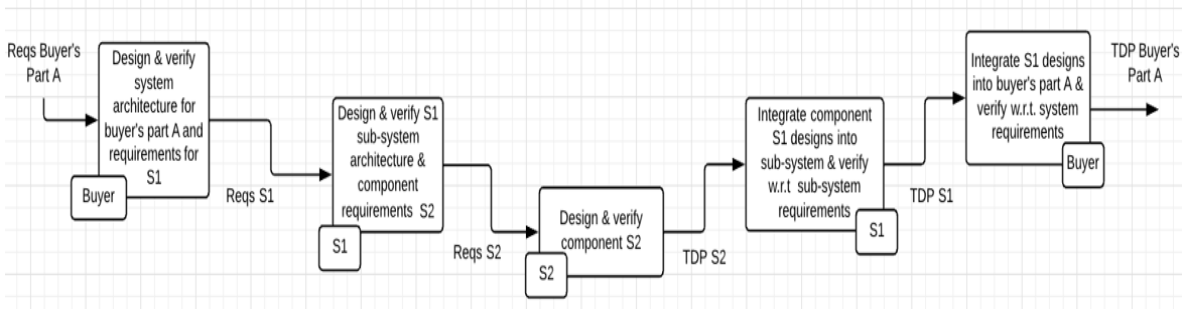 Reqs Buyer's
Part A
Design & verify
system
architecture for
buyer's part A and
requirements for
S1
Buyer
Reqs S1
Design & verify S1
sub-system
architecture &
component
requirements S2
S1
Reqs S2
Design & verify
component S2
S2
TDP S2
Integrate component
S1 designs into
sub-system & verify
w.r.t sub-system
requirements
S1
TDP S1
Integrate S1 designs
into buyer's part A &
verify w.r.t. system
requirements
Buyer
TDP Buyer's
Part A